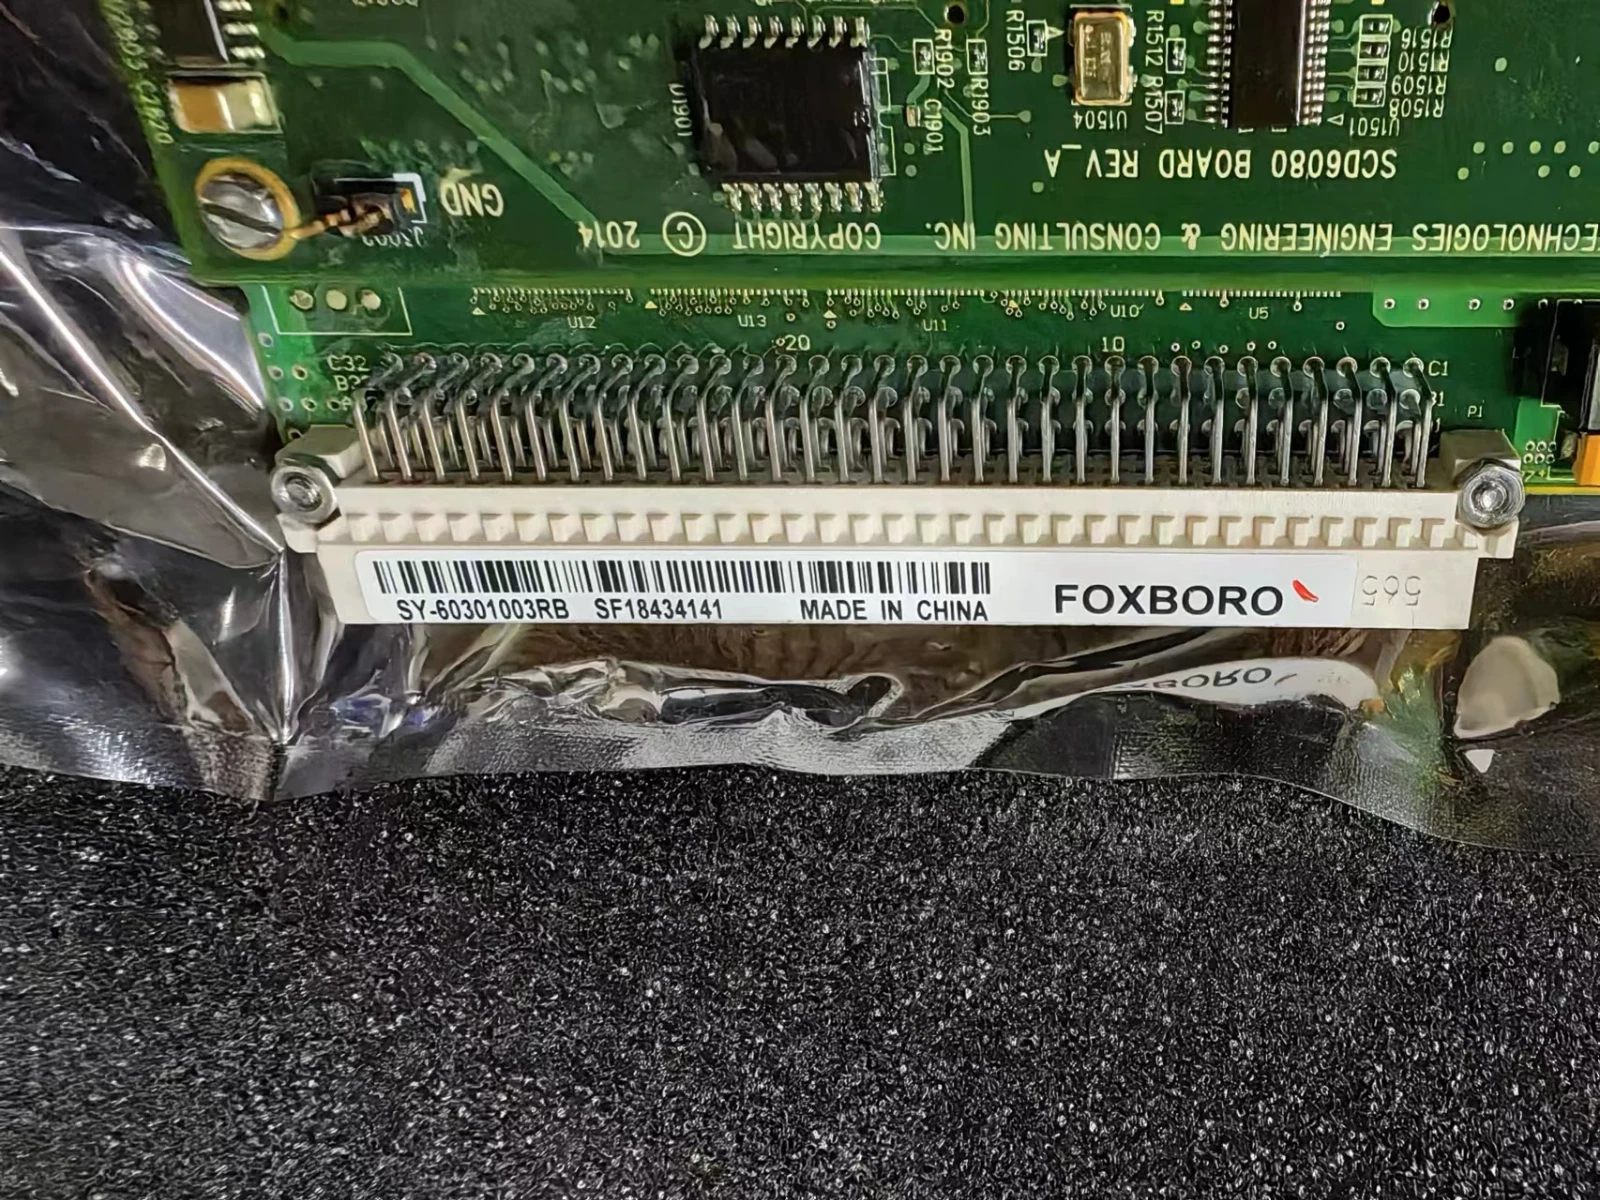 R1506
R1512
R1516
R1510
R1509
R1508
R1902
R1903
C1901
U1901
U1504
R1507
U1501
SCD6080 BOARD REV_A
GND
TECHNOLOGIES ENGINEERING & CONSULTING INC. COPYRIGHT © 2014
U12
U13
U11
U10
U5
20
10
C32
C1
P1
SY-60301003RB SF18434141 MADE IN CHINA
FOXBORO
565